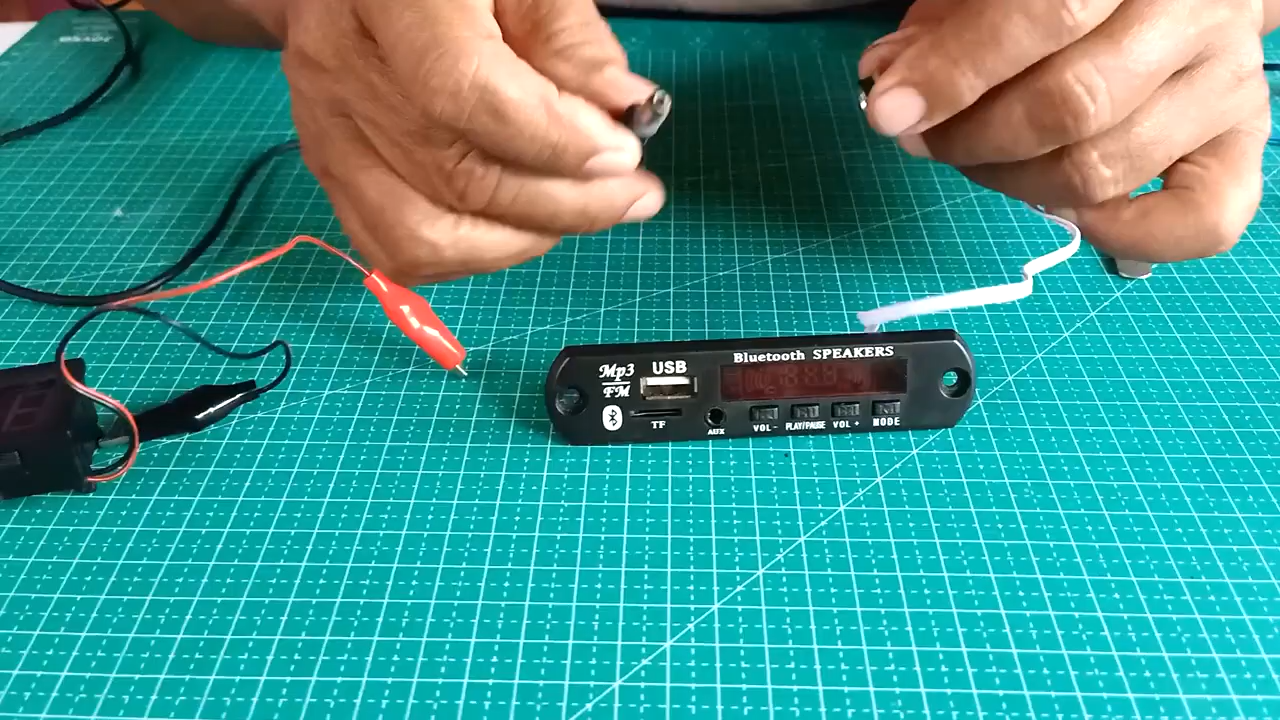 Bluetooth SPEAKERS
Mp3
FM
USB
TF
AUX
VOL-
PLAY/PAUSE
VOL+
MODE